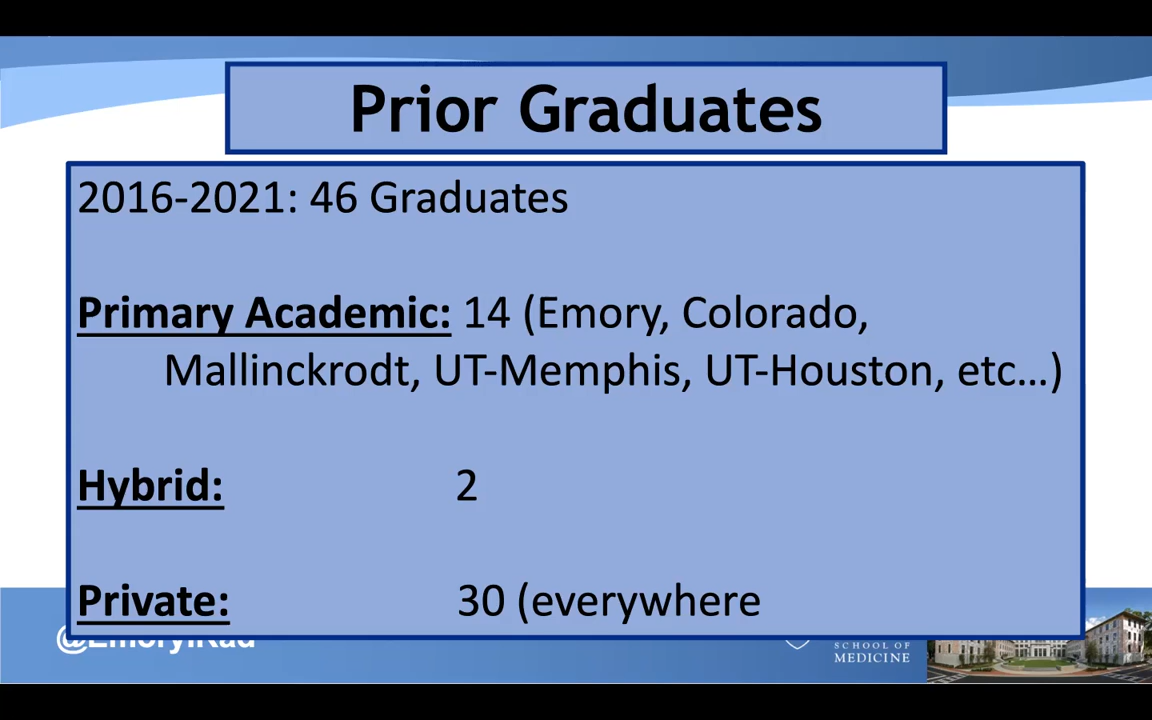 Prior Graduates
2016-2021: 46 Graduates
Primary Academic: 14 (Emory, Colorado,
Mallinckrodt, UT-Memphis, UT-Houston, etc…)
Hybrid: 2
Private: 30 (everywhere
SCHOOL OF
MEDICINE